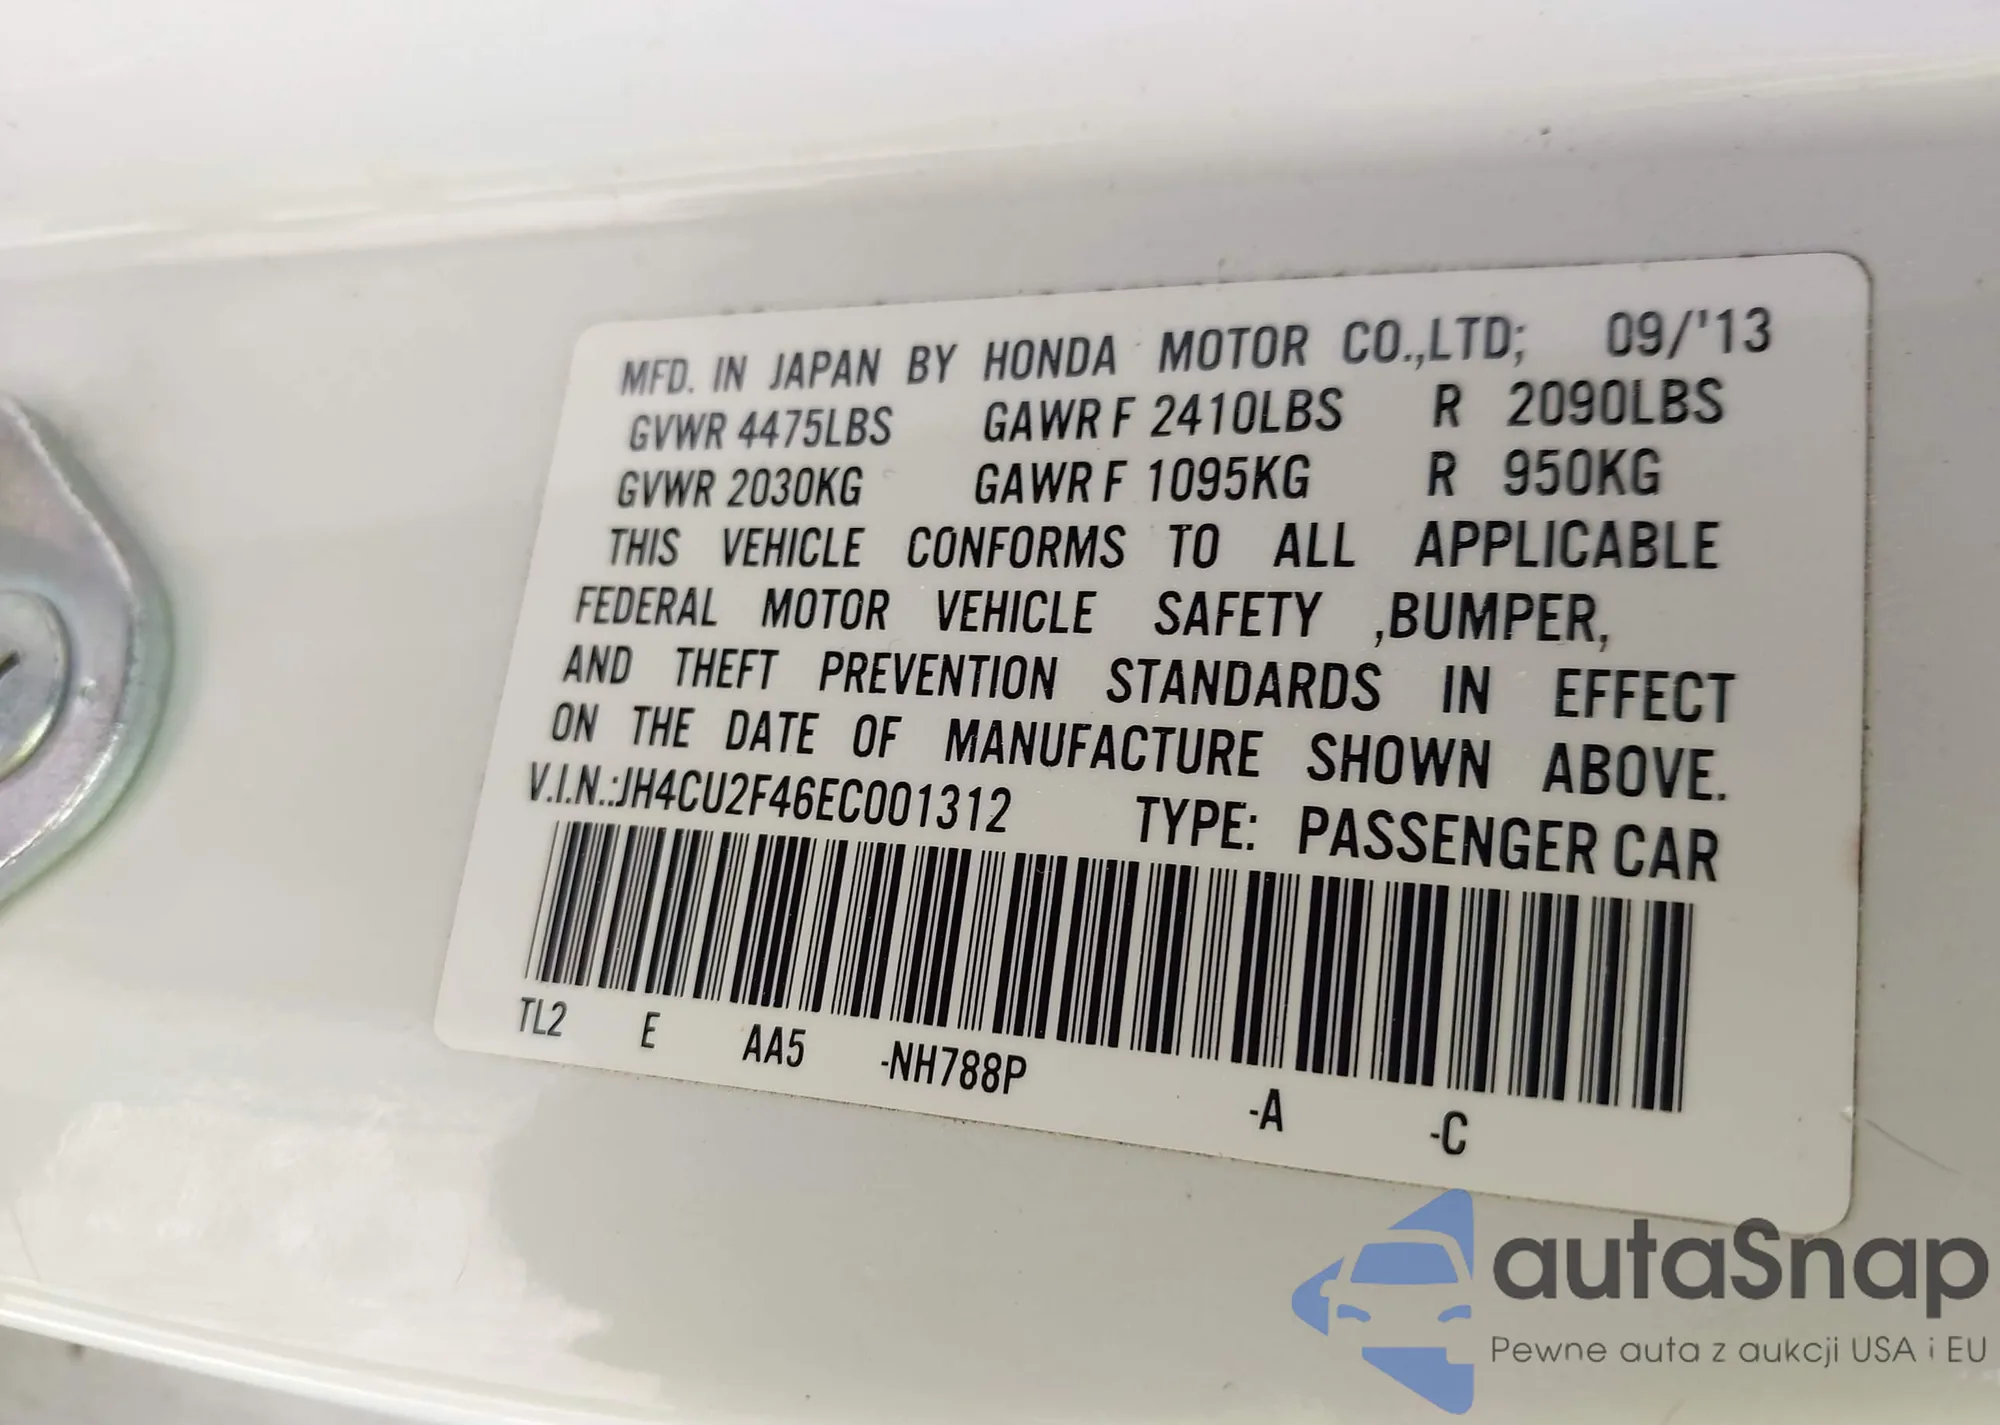 MFD. IN JAPAN BY HONDA MOTOR CO.,LTD; 09/'13
GVWR 4475LBS GAWR F 2410LBS R 2090LBS
GVWR 2030KG GAWR F 1095KG R 950KG
THIS VEHICLE CONFORMS TO ALL APPLICABLE
FEDERAL MOTOR VEHICLE SAFETY ,BUMPER,
AND THEFT PREVENTION STANDARDS IN EFFECT
ON THE DATE OF MANUFACTURE SHOWN ABOVE.
V.I.N.:JH4CU2F46EC001312 TYPE: PASSENGER CAR
TL2 E AA5 -NH788P -A -C
autaSnap
Pewne auta z aukcji USA i EU